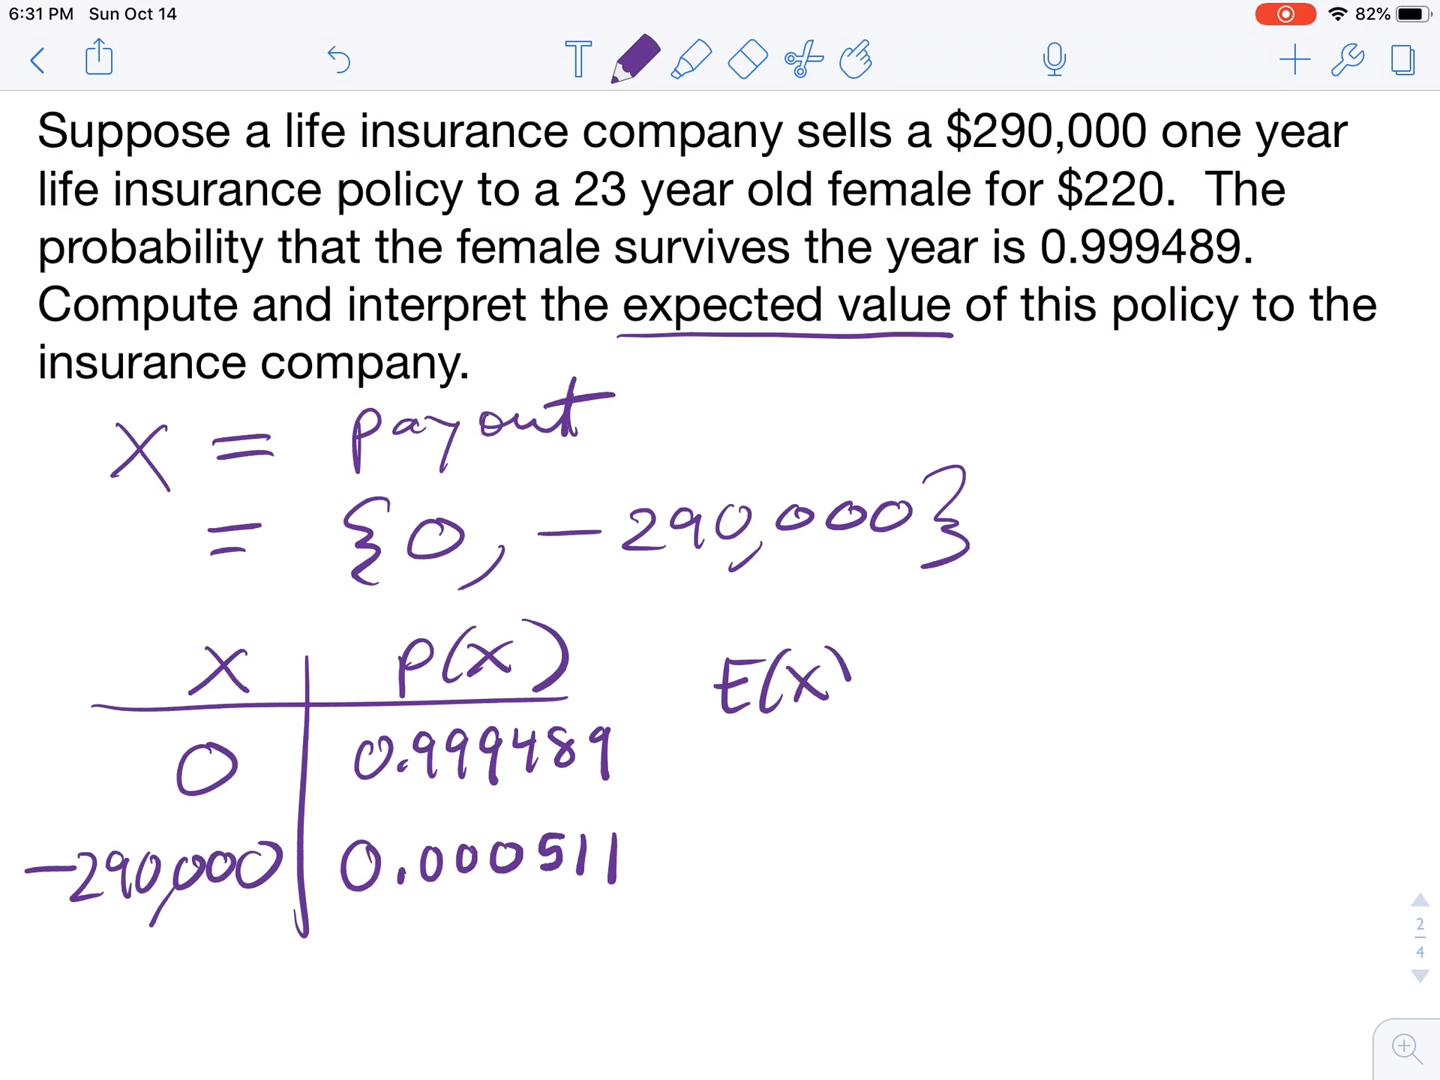 6:31 PM Sun Oct 14 82%
T
Suppose a life insurance company sells a $290,000 one year
life insurance policy to a 23 year old female for $220. The
probability that the female survives the year is 0.999489.
Compute and interpret the expected value of this policy to the
insurance company.
X = payout
= {0, -290,000}
X P(X) E(X)
0 0.999489
-290,000 0.000511
2
4